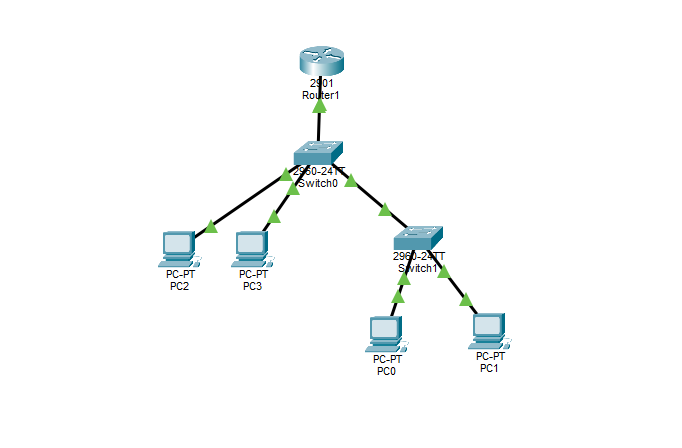 2901
Router1
2960-24TT
Switch0
2960-24TT
Switch1
PC-PT
PC2
PC-PT
PC3
PC-PT
PC0
PC-PT
PC1